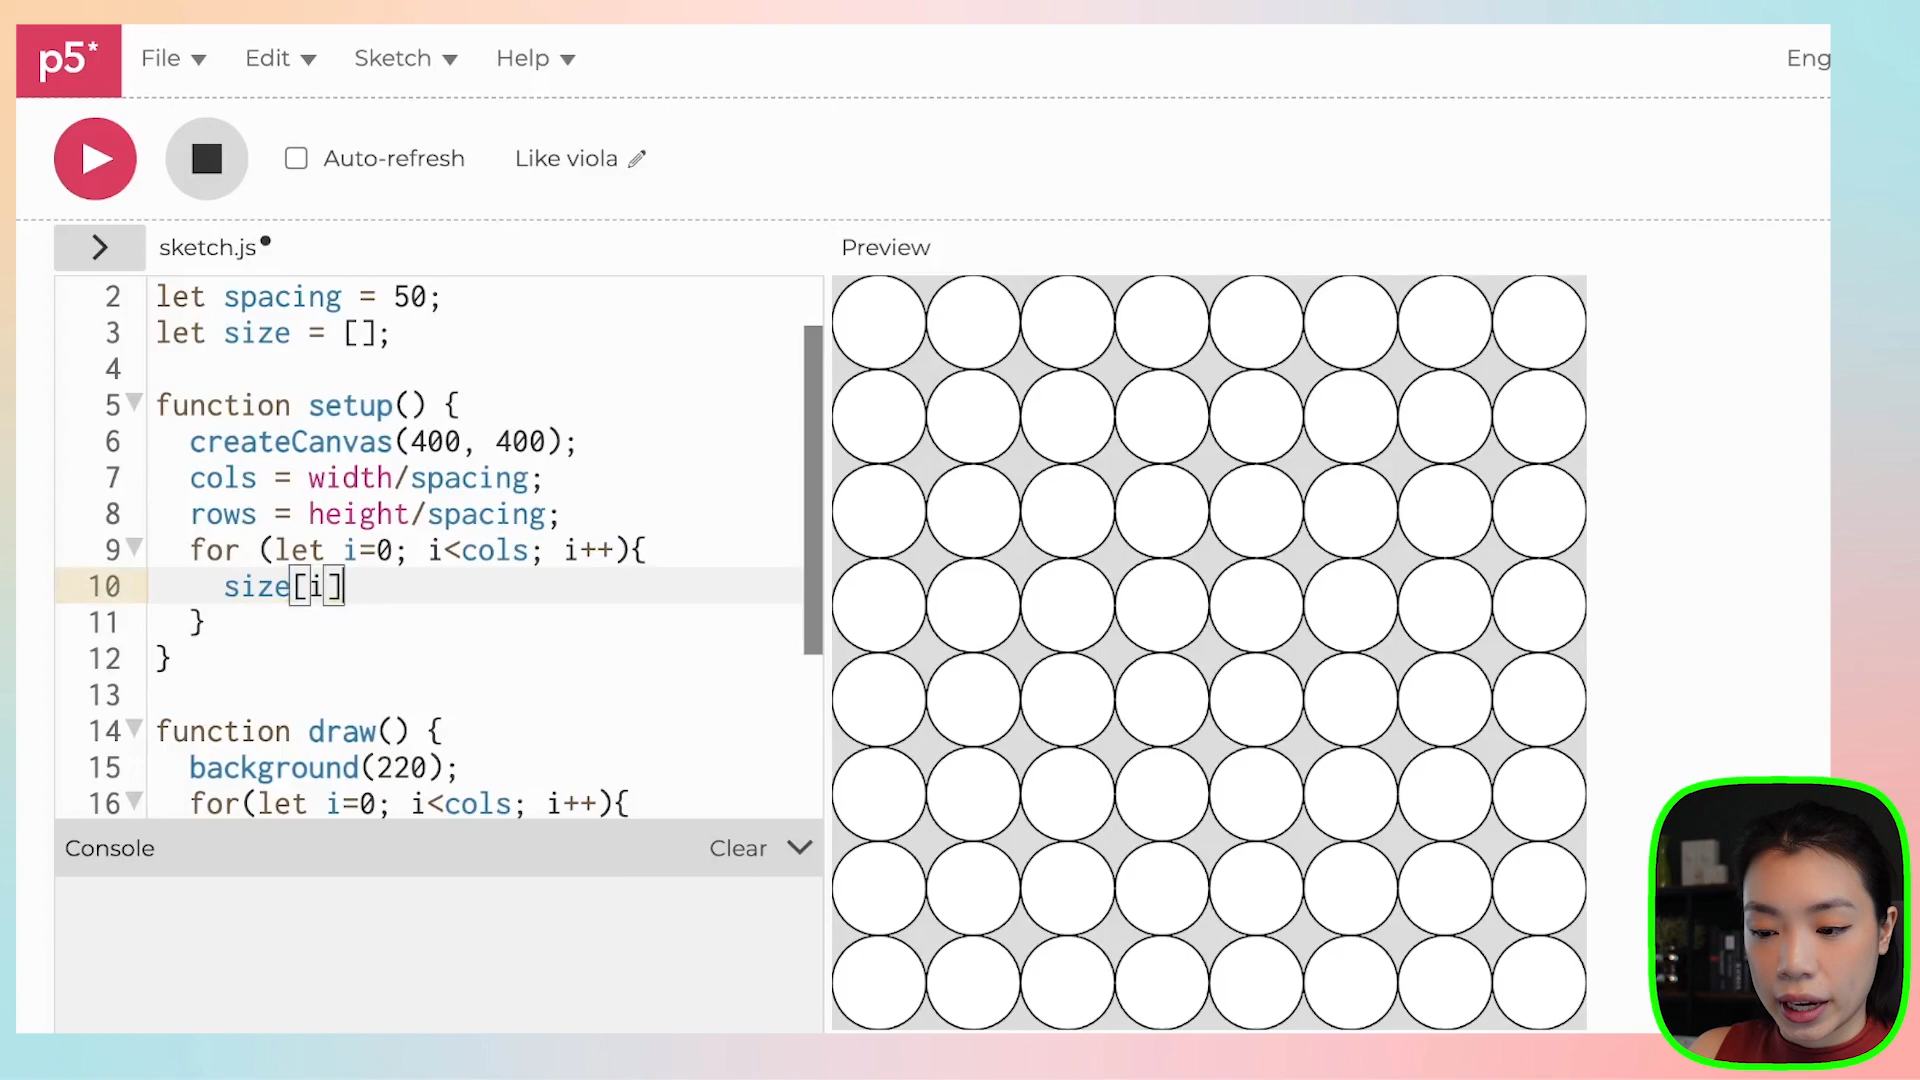 p5*
File
Edit
Sketch
Help
Eng
Auto-refresh
Like viola
sketch.js
Preview
2 let spacing = 50;
3 let size = [];
4
5 function setup() {
6 createCanvas(400, 400);
7 cols = width/spacing;
8 rows = height/spacing;
9 for (let i=0; i<cols; i++){
10 size[i]
11 }
12 }
13
14 function draw() {
15 background(220);
16 for(let i=0; i<cols; i++){
Console
Clear